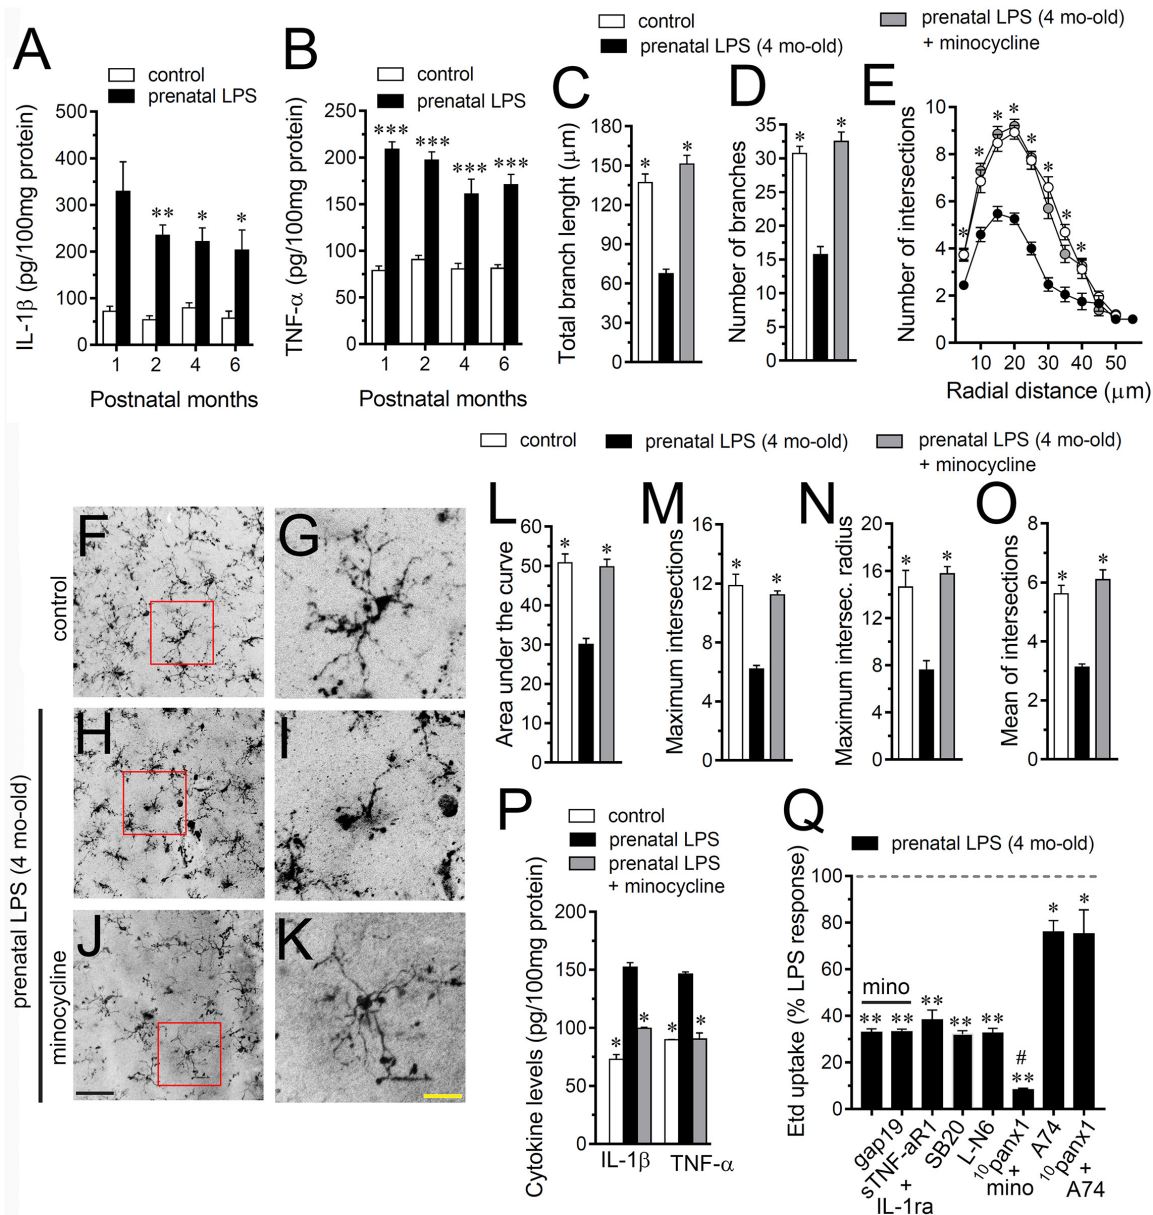 control
prenatal LPS (4 mo-old)
prenatal LPS (4 mo-old)
+ minocycline
A
control
prenatal LPS
IL-1β (pg/100mg protein)
500
400
300
200
100
0
**
*
*
1 2 4 6
Postnatal months
B
control
prenatal LPS
TNF-α (pg/100mg protein)
250
200
150
100
50
0
***
***
***
***
1 2 4 6
Postnatal months
C
Total branch lenght (μm)
180
150
120
90
60
30
0
*
*
D
Number of branches
35
30
25
20
15
10
5
0
*
*
E
Number of intersections
10
8
6
4
2
0
*
*
*
*
*
*
*
*
10 20 30 40 50
Radial distance (μm)
control
prenatal LPS (4 mo-old)
prenatal LPS (4 mo-old)
+ minocycline
F
G
control
H
I
J
K
prenatal LPS (4 mo-old)
minocycline
L
Area under the curve
60
50
40
30
20
10
0
*
*
M
Maximum intersections
16
12
8
4
0
*
*
N
Maximum intersec. radius
20
16
12
8
4
0
*
*
O
Mean of intersections
8
6
4
2
0
*
*
P
control
prenatal LPS
prenatal LPS
+ minocycline
Cytokine levels (pg/100mg protein)
200
150
100
50
0
*
*
*
*
IL-1β TNF-α
Q
prenatal LPS (4 mo-old)
Etd uptake (% LPS response)
100
80
60
40
20
0
mino
**
**
**
**
**
#
**
*
*
gap19
sTNF-aR1
+
IL-1ra
SB20
L-N6
10panx1
+
mino
A74
10panx1
+
A74